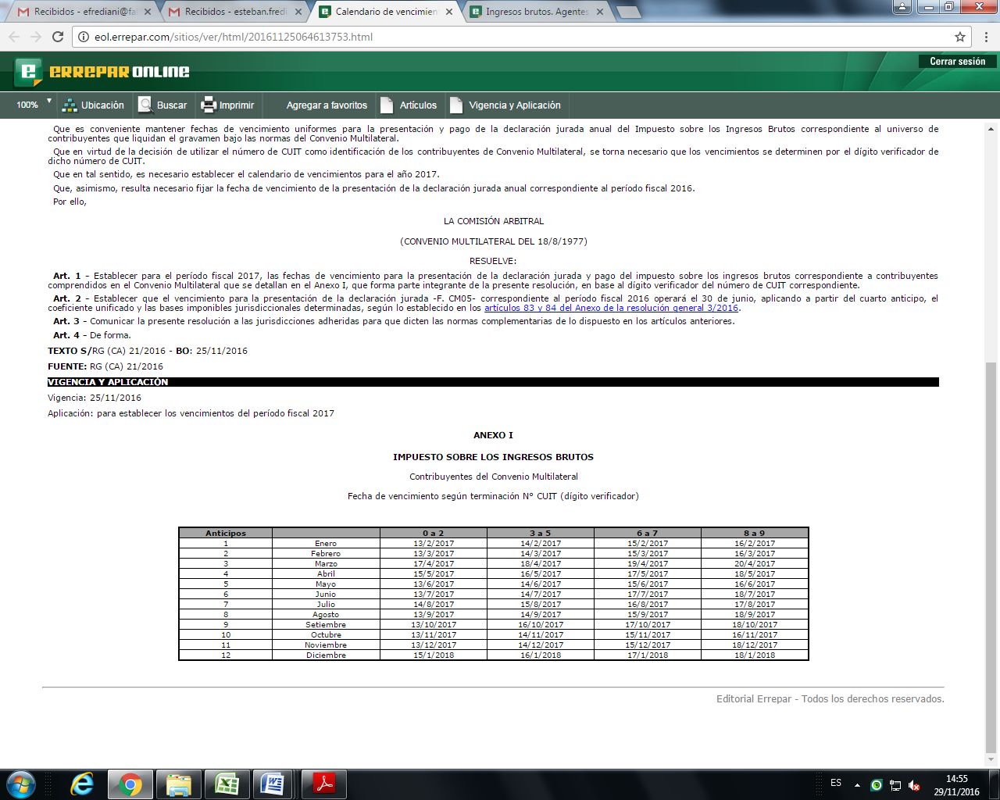 Recibidos - efrediani@fa
Recibidos - esteban.fredi
Calendario de vencimien
Ingresos brutos. Agentes
eol.errepar.com/sitios/ver/html/20161125064613753.html
ERREPAR ONLINE
Cerrar sesión
100%
Ubicación
Buscar
Imprimir
Agregar a favoritos
Artículos
Vigencia y Aplicación
Que es conveniente mantener fechas de vencimiento uniformes para la presentación y pago de la declaración jurada anual del Impuesto sobre los Ingresos Brutos correspondiente al universo de
contribuyentes que liquidan el gravamen bajo las normas del Convenio Multilateral.
Que en virtud de la decisión de utilizar el número de CUIT como identificación de los contribuyentes de Convenio Multilateral, se torna necesario que los vencimientos se determinen por el dígito verificador de
dicho número de CUIT.
Que en tal sentido, es necesario establecer el calendario de vencimientos para el año 2017.
Que, asimismo, resulta necesario fijar la fecha de vencimiento de la presentación de la declaración jurada anual correspondiente al período fiscal 2016.
Por ello,
LA COMISIÓN ARBITRAL
(CONVENIO MULTILATERAL DEL 18/8/1977)
RESUELVE:
Art. 1 - Establecer para el período fiscal 2017, las fechas de vencimiento para la presentación de la declaración jurada y pago del impuesto sobre los ingresos brutos correspondiente a contribuyentes
comprendidos en el Convenio Multilateral que se detallan en el Anexo I, que forma parte integrante de la presente resolución, en base al dígito verificador del número de CUIT correspondiente.
Art. 2 - Establecer que el vencimiento para la presentación de la declaración jurada -F. CM05- correspondiente al período fiscal 2016 operará el 30 de junio, aplicando a partir del cuarto anticipo, el
coeficiente unificado y las bases imponibles jurisdiccionales determinadas, según lo establecido en los artículos 83 y 84 del Anexo de la resolución general 3/2016.
Art. 3 - Comunicar la presente resolución a las jurisdicciones adheridas para que dicten las normas complementarias de lo dispuesto en los artículos anteriores.
Art. 4 - De forma.
TEXTO S/RG (CA) 21/2016 - BO: 25/11/2016
FUENTE: RG (CA) 21/2016
VIGENCIA Y APLICACIÓN
Vigencia: 25/11/2016
Aplicación: para establecer los vencimientos del período fiscal 2017
ANEXO I
IMPUESTO SOBRE LOS INGRESOS BRUTOS
Contribuyentes del Convenio Multilateral
Fecha de vencimiento según terminación N° CUIT (dígito verificador)
Anticipos 0 a 2 3 a 5 6 a 7 8 a 9
1 Enero 13/2/2017 14/2/2017 15/2/2017 16/2/2017
2 Febrero 13/3/2017 14/3/2017 15/3/2017 16/3/2017
3 Marzo 17/4/2017 18/4/2017 19/4/2017 20/4/2017
4 Abril 15/5/2017 16/5/2017 17/5/2017 18/5/2017
5 Mayo 13/6/2017 14/6/2017 15/6/2017 16/6/2017
6 Junio 13/7/2017 14/7/2017 17/7/2017 18/7/2017
7 Julio 14/8/2017 15/8/2017 16/8/2017 17/8/2017
8 Agosto 13/9/2017 14/9/2017 15/9/2017 18/9/2017
9 Setiembre 13/10/2017 16/10/2017 17/10/2017 18/10/2017
10 Octubre 13/11/2017 14/11/2017 15/11/2017 16/11/2017
11 Noviembre 13/12/2017 14/12/2017 15/12/2017 18/12/2017
12 Diciembre 15/1/2018 16/1/2018 17/1/2018 18/1/2018
Editorial Errepar - Todos los derechos reservados.
ES
14:55
29/11/2016